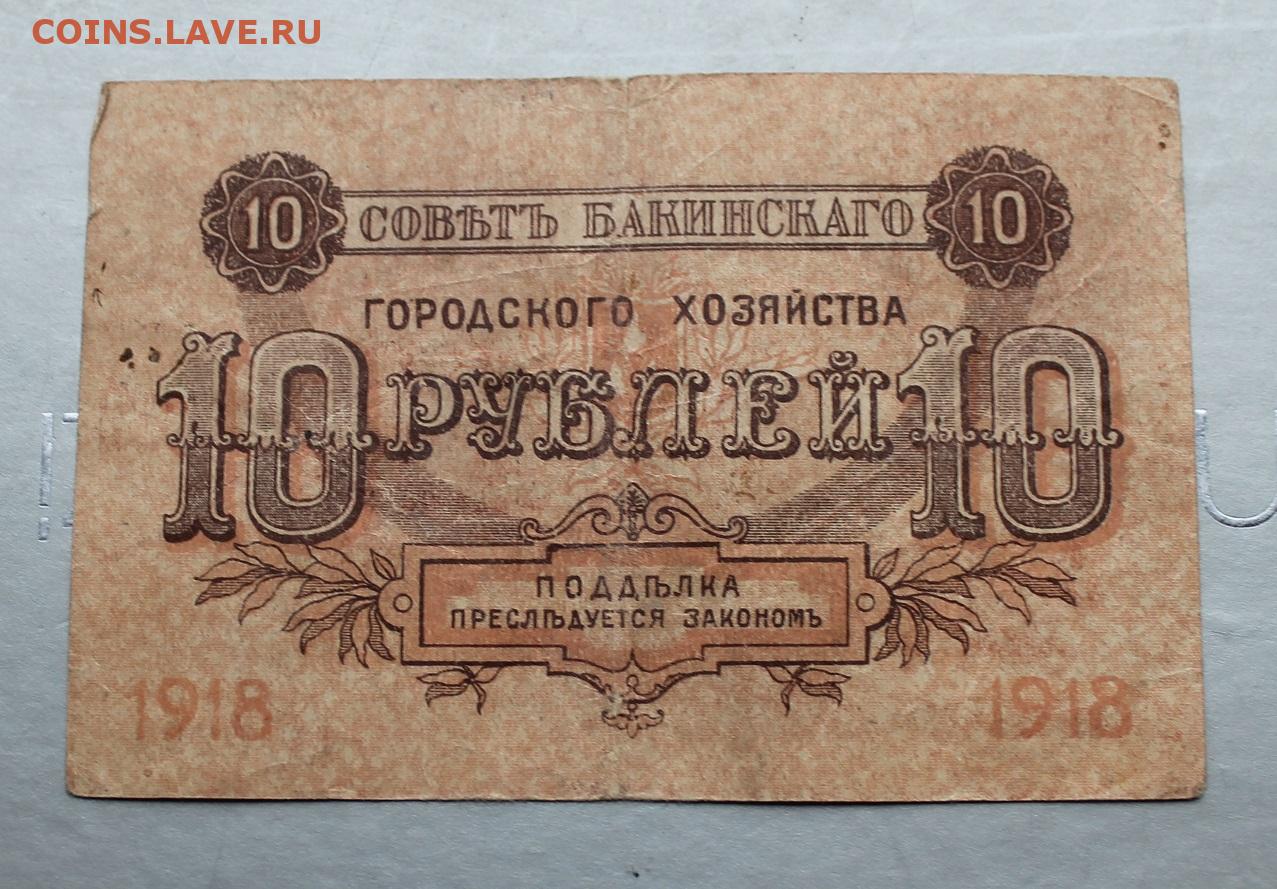 COINS.LAVE.RU
10 СОВѢТЪ БАКИНСКАГО 10
ГОРОДСКОГО ХОЗЯЙСТВА
10 РУБЛЕЙ 10
ПОДДѢЛКА
ПРЕСЛѢДУЕТСЯ ЗАКОНОМЪ
1918 1918